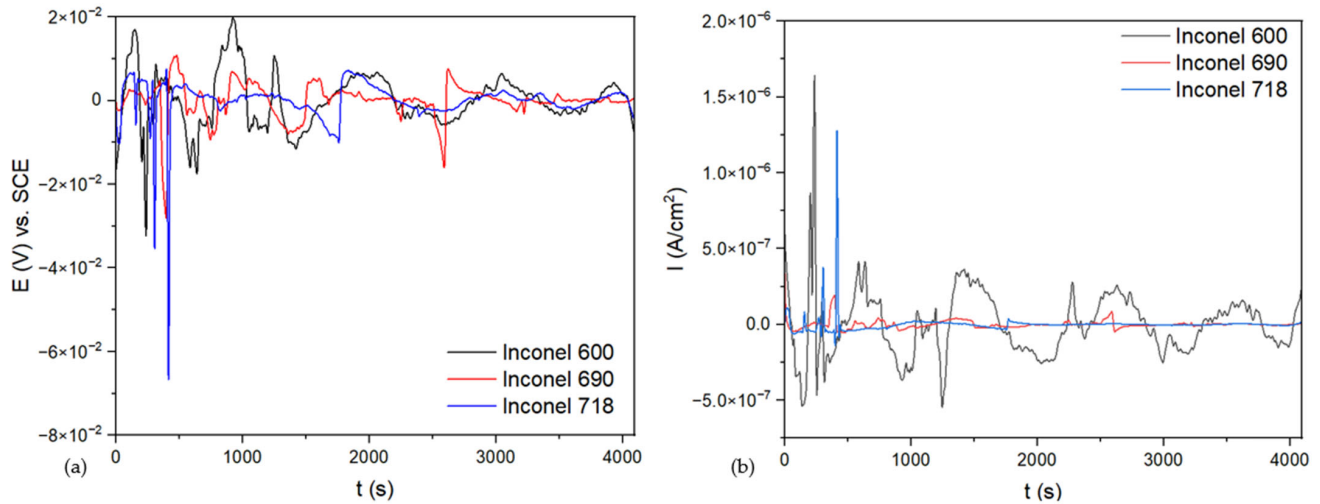 2×10⁻²
0
−2×10⁻²
−4×10⁻²
−6×10⁻²
−8×10⁻²
E (V) vs. SCE
Inconel 600
Inconel 690
Inconel 718
0
1000
2000
3000
4000
t (s)
(a)
2.0×10⁻⁶
1.5×10⁻⁶
1.0×10⁻⁶
5.0×10⁻⁷
0.0
−5.0×10⁻⁷
I (A/cm²)
Inconel 600
Inconel 690
Inconel 718
0
1000
2000
3000
4000
t (s)
(b)